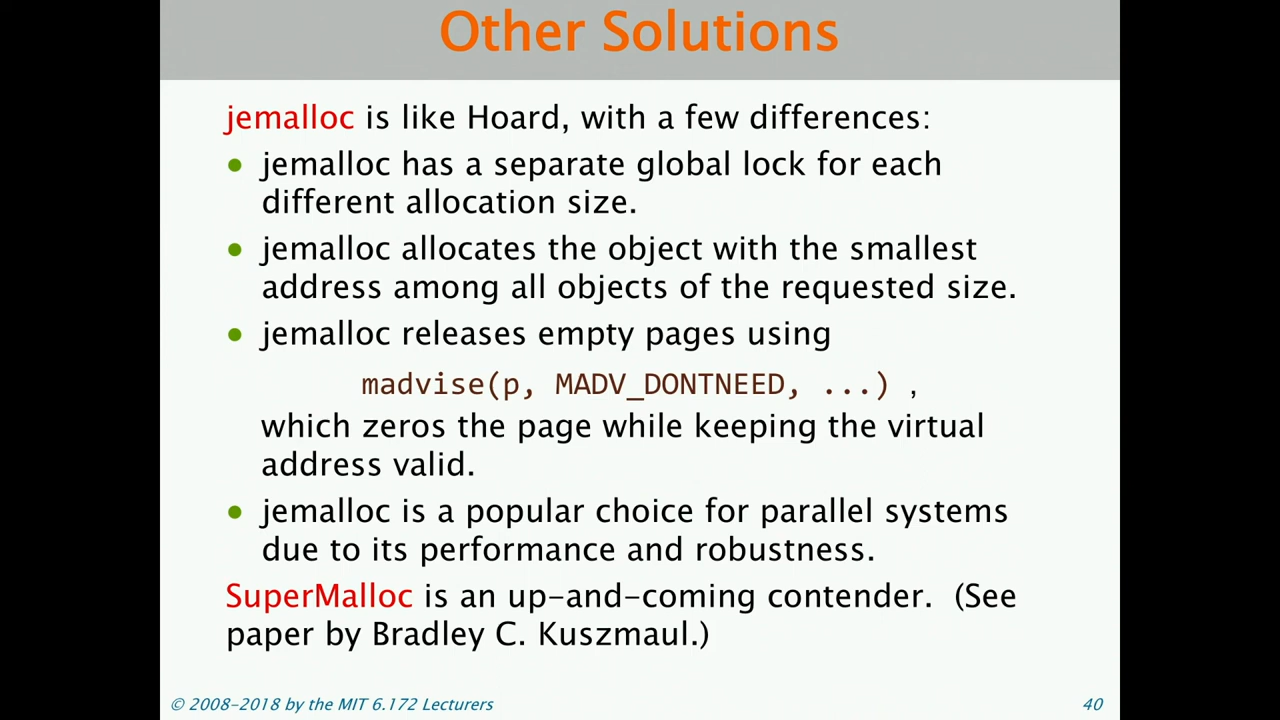 Other Solutions
jemalloc is like Hoard, with a few differences:
• jemalloc has a separate global lock for each
different allocation size.
• jemalloc allocates the object with the smallest
address among all objects of the requested size.
• jemalloc releases empty pages using
madvise(p, MADV_DONTNEED, ...) ,
which zeros the page while keeping the virtual
address valid.
• jemalloc is a popular choice for parallel systems
due to its performance and robustness.
SuperMalloc is an up-and-coming contender. (See
paper by Bradley C. Kuszmaul.)
© 2008-2018 by the MIT 6.172 Lecturers 40